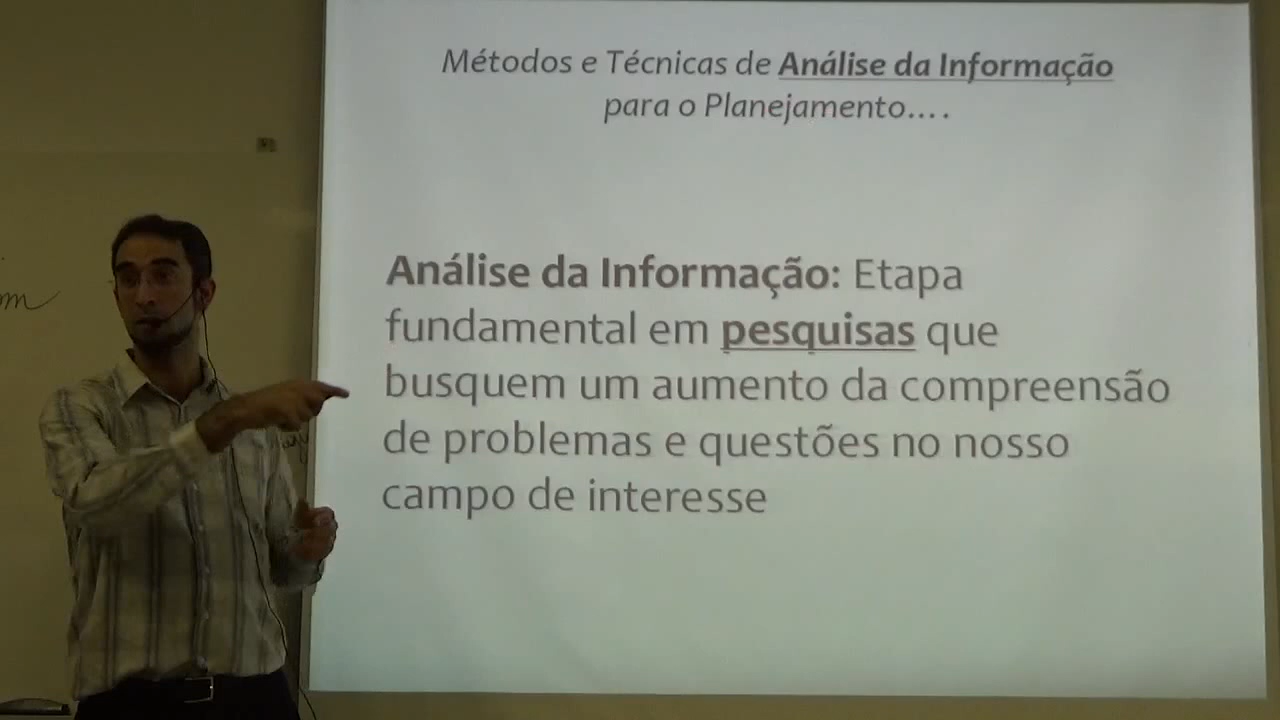 Métodos e Técnicas de Análise da Informação
para o Planejamento....
Análise da Informação: Etapa
fundamental em pesquisas que
busquem um aumento da compreensão
de problemas e questões no nosso
campo de interesse